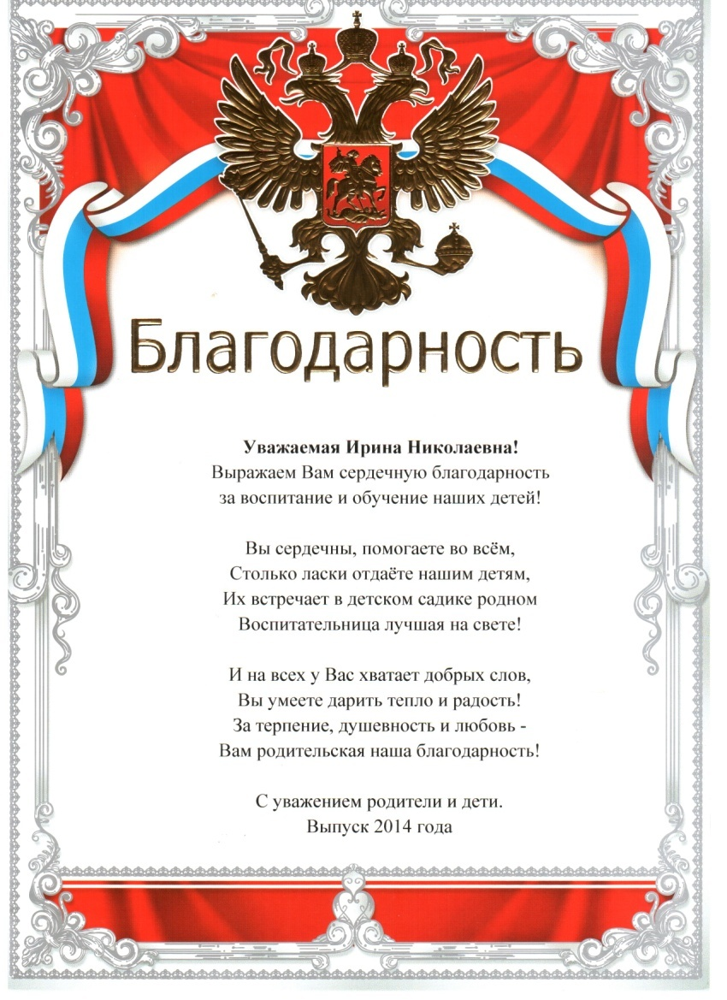 Благодарность
Уважаемая Ирина Николаевна!
Выражаем Вам сердечную благодарность
за воспитание и обучение наших детей!
Вы сердечны, помогаете во всём,
Столько ласки отдаёте нашим детям,
Их встречает в детском садике родном
Воспитательница лучшая на свете!
И на всех у Вас хватает добрых слов,
Вы умеете дарить тепло и радость!
За терпение, душевность и любовь -
Вам родительская наша благодарность!
С уважением родители и дети.
Выпуск 2014 года